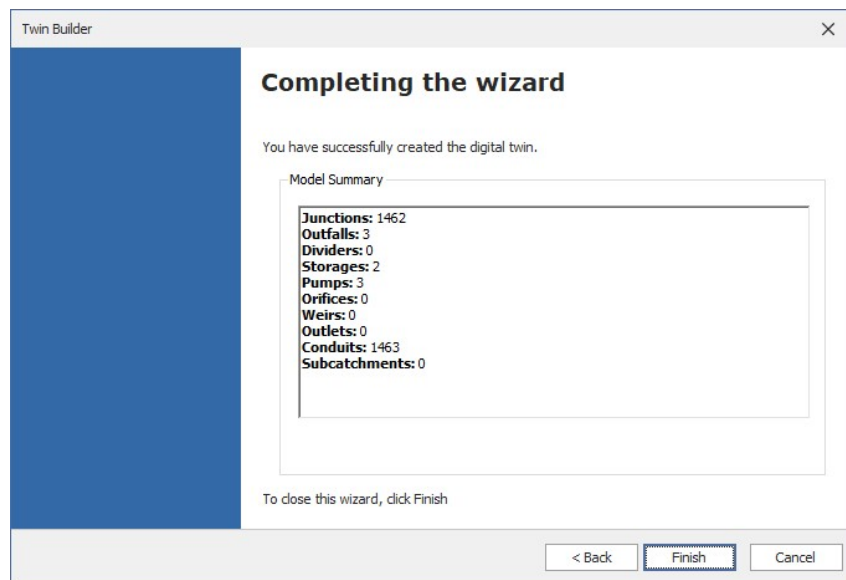 Twin Builder
Completing the wizard
You have successfully created the digital twin.
Model Summary
Junctions: 1462
Outfalls: 3
Dividers: 0
Storages: 2
Pumps: 3
Orifices: 0
Weirs: 0
Outlets: 0
Conduits: 1463
Subcatchments: 0
To close this wizard, click Finish
< Back Finish Cancel